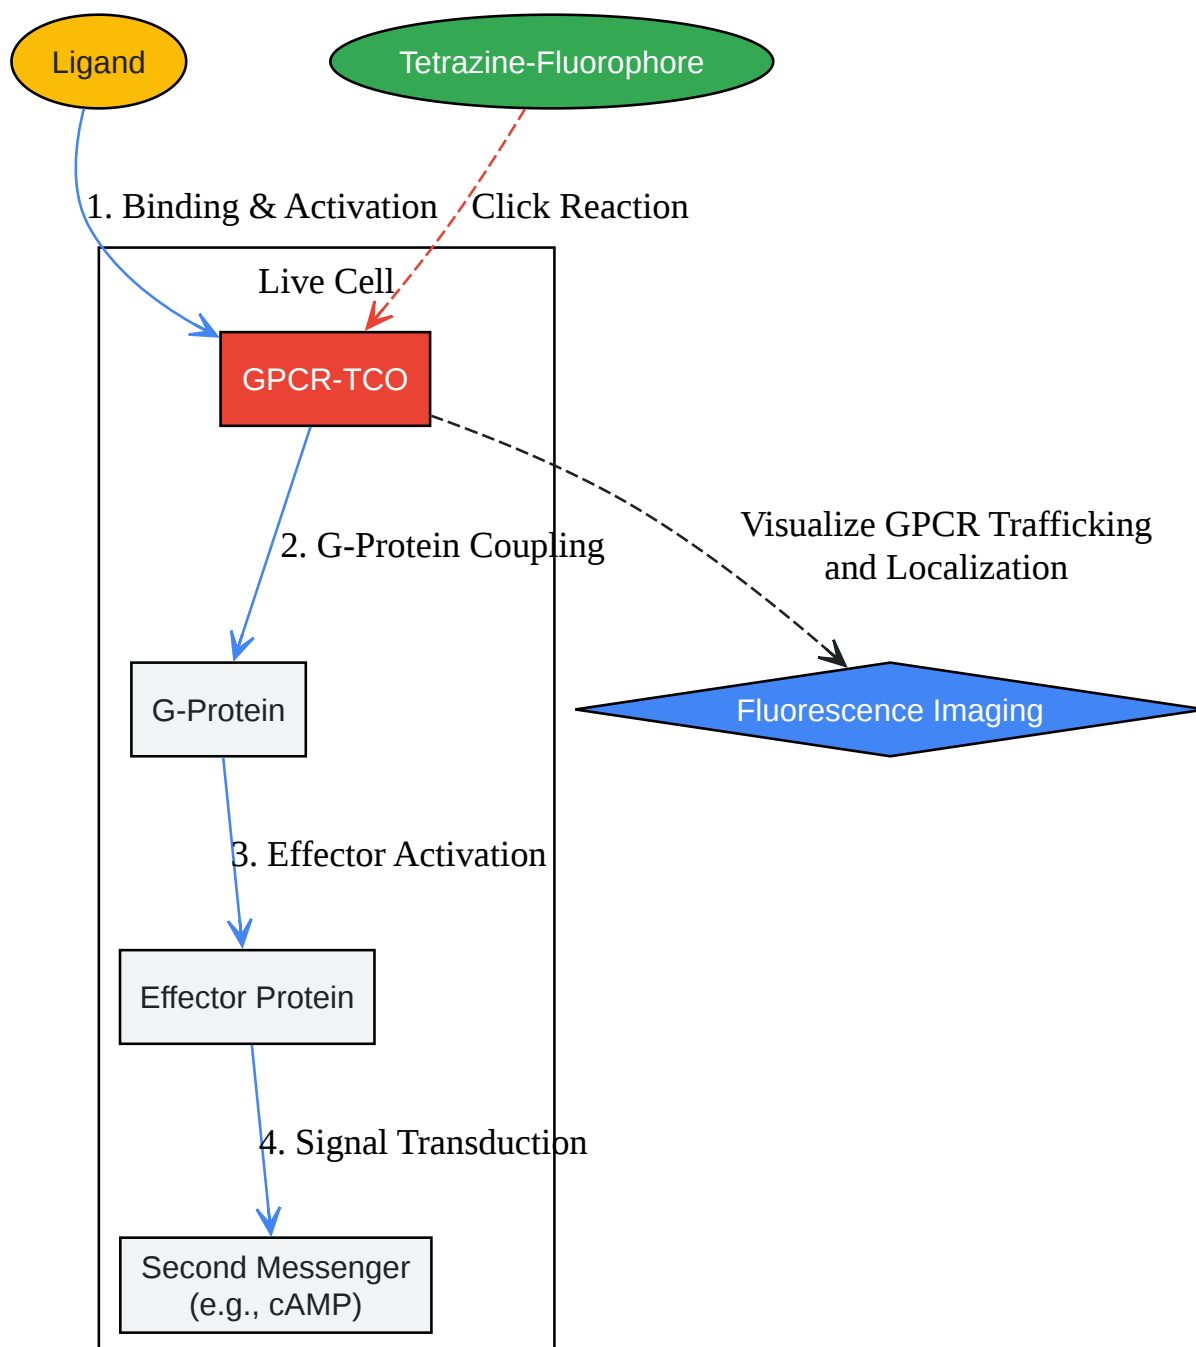 Ligand
Tetrazine-Fluorophore
1. Binding & Activation
Click Reaction
Live Cell
GPCR-TCO
2. G-Protein Coupling
Visualize GPCR Trafficking
and Localization
G-Protein
Fluorescence Imaging
3. Effector Activation
Effector Protein
4. Signal Transduction
Second Messenger
(e.g., cAMP)